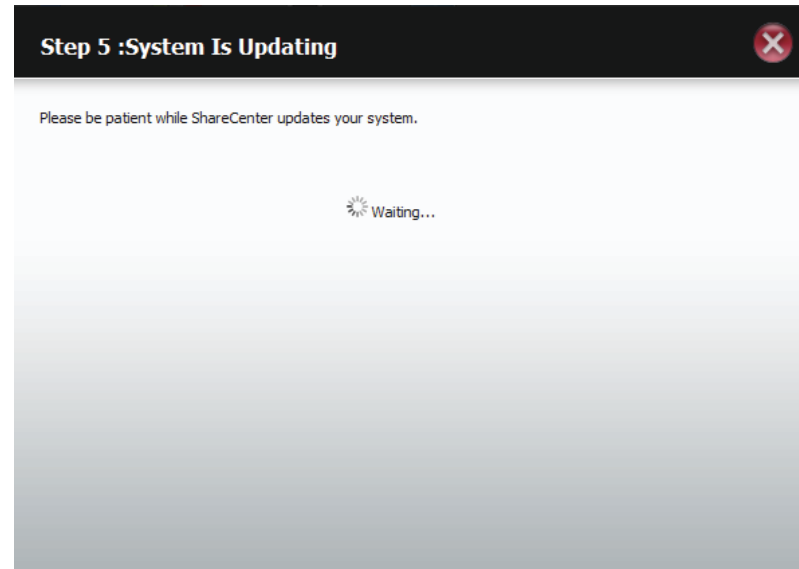 Step 5 :System Is Updating
Please be patient while ShareCenter updates your system.
Waiting...